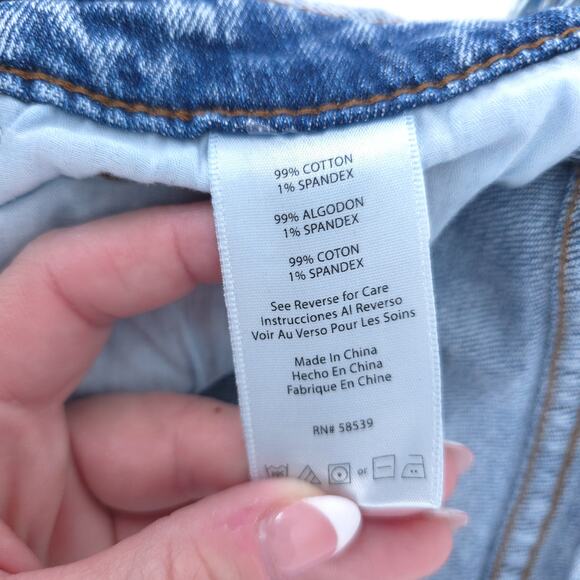 99% COTTON
1% SPANDEX
99% ALGODON
1% SPANDEX
99% COTON
1% SPANDEX
See Reverse for Care
Instrucciones Al Reverso
Voir Au Verso Pour Les Soins
Made In China
Hecho En China
Fabrique En Chine
RN# 58539
OR